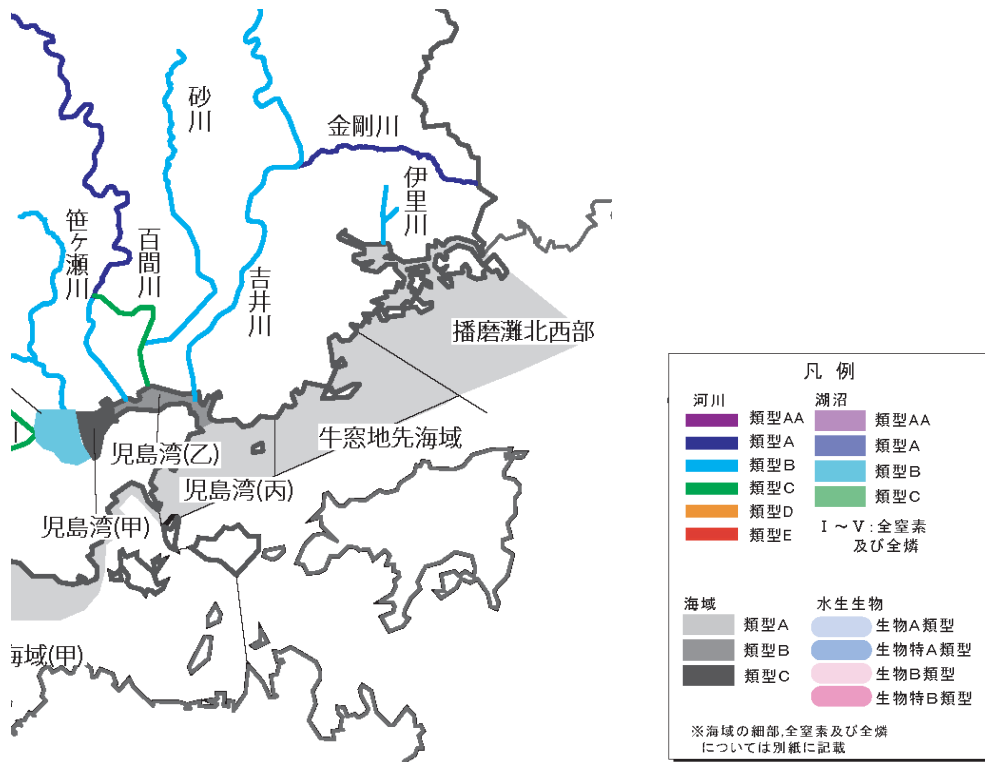 砂川
金剛川
伊里川
笹ヶ瀬川
百間川
吉井川
播磨灘北西部
牛窓地先海域
児島湾(乙)
児島湾(丙)
児島湾(甲)
海域(甲)
凡例
河川
類型AA
類型A
類型B
類型C
類型D
類型E
湖沼
類型AA
類型A
類型B
類型C
I～V:全窒素
及び全燐
海域
類型A
類型B
類型C
水生生物
生物A類型
生物特A類型
生物B類型
生物特B類型
※海域の細部,全窒素及び全燐
については別紙に記載